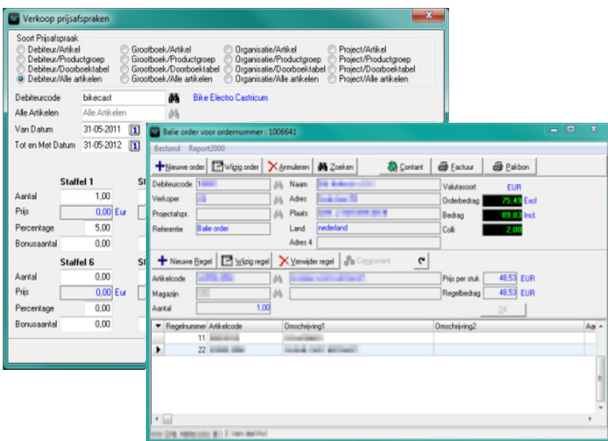 Verkoop prijsafspraken
Soort Prijsafspraak
Debiteur/Artikel Grootboek/Artikel Organisatie/Artikel Project/Artikel
Debiteur/Productgroep Grootboek/Productgroep Organisatie/Productgroep Project/Productgroep
Debiteur/Doorboektabel Grootboek/Doorboektabel Organisatie/Doorboektabel Project/Doorboektabel
Debiteur/Alle artikelen Grootboek/Alle artikelen Organisatie/Alle artikelen Project/Alle artikelen
Debiteurcode bikecast Bike Electro Castricum
Alle Artikelen Alle Artikelen
Van Datum 31-05-2011
Tot en Met Datum 31-05-2012
Staffel 1
Aantal 1,00
Prijs 0,00 Eur
Percentage 5,00
Bonusaantal 0,00
Staffel 6
Aantal 0,00
Prijs 0,00 Eur
Percentage 0,00
Bonusaantal 0,00
Balie order voor ordernummer : 1006641
Bestand Report2000
Nieuwe order Wijzig order Annuleren Zoeken Contant Factuur Pakbon
Debiteurcode Naam Valutasoort EUR
Verkoper Adres Orderbedrag 75,49 Excl
Projectafspr. Plaats Bedrag 89,83 Incl.
Referentie Balie order Land nederland Colli 2,00
Adres 4
Nieuwe Regel Wijzig regel Verwijder regel Component
Artikelcode Prijs per stuk 48,53 EUR
Magazijn Regelbedrag 48,53 EUR
Aantal 1,00 OK
Regelnummer Artikelcode Omschrijving1 Omschrijving2 Aa
11
22